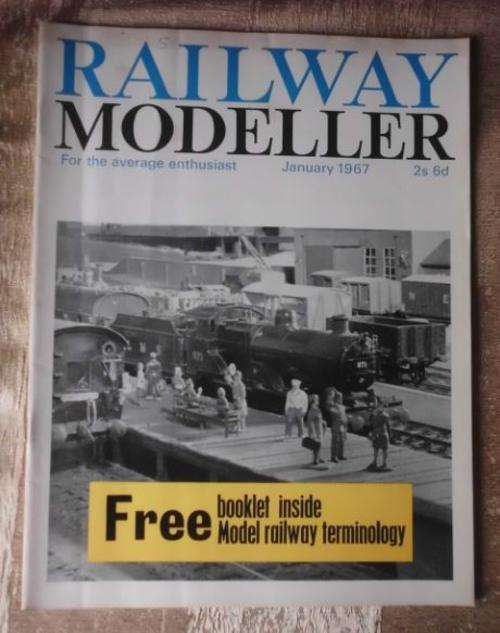 RAILWAY
MODELLER
For the average enthusiast January 1967 2s 6d
Free booklet inside
Model railway terminology